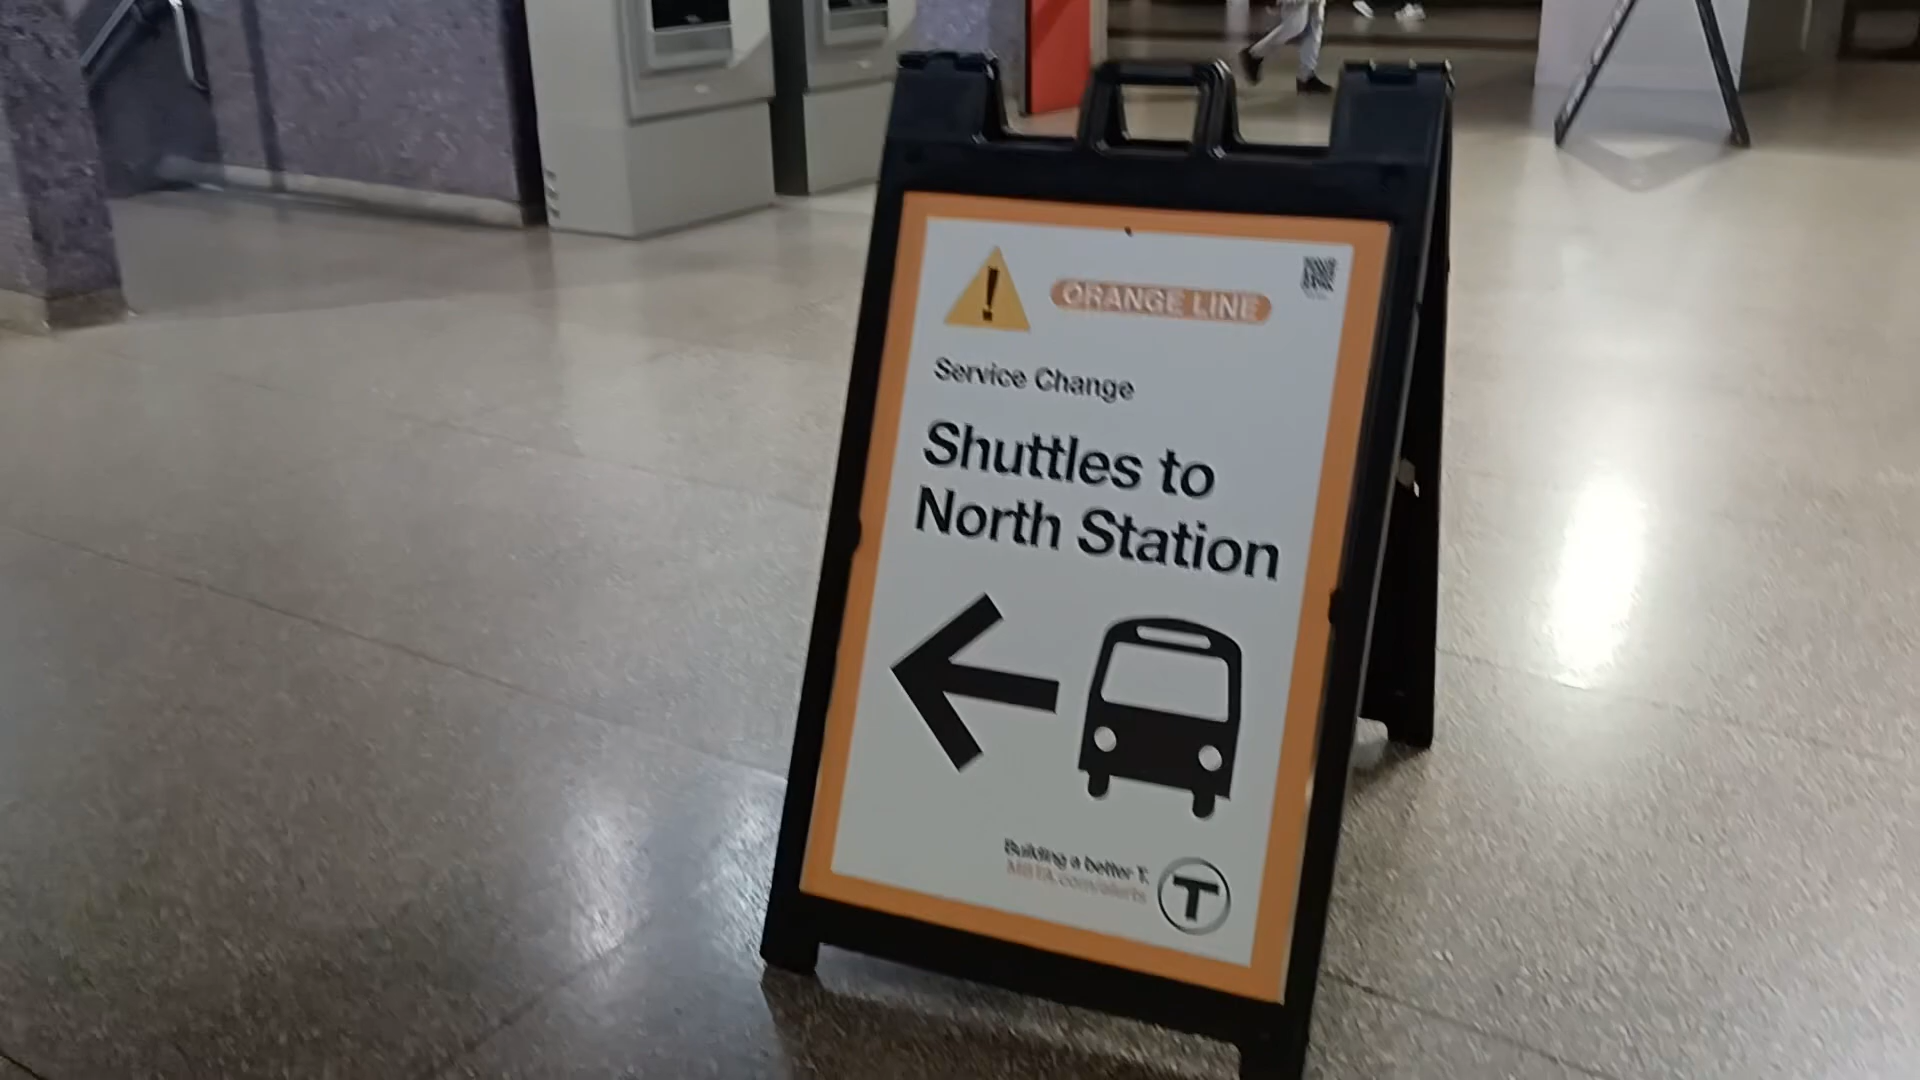 ORANGE LINE
Service Change
Shuttles to
North Station
Building a better T.
MBTA.com/alerts
T